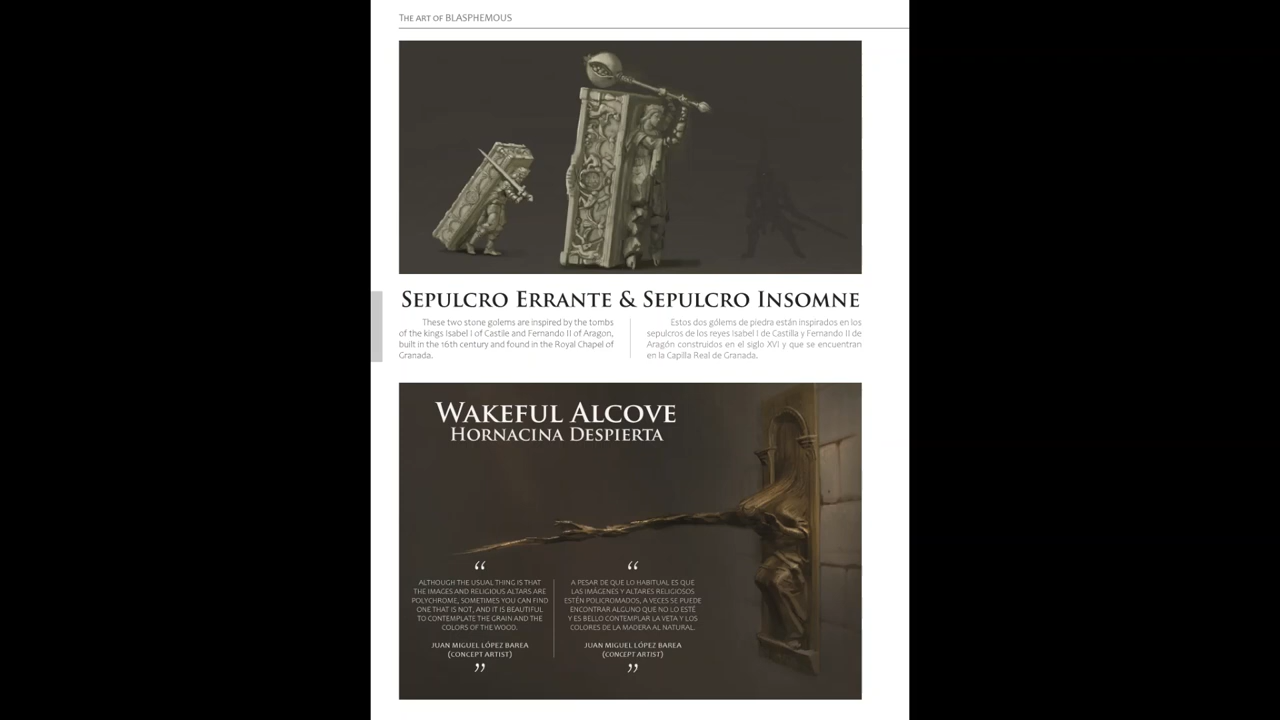 THE ART OF BLASPHEMOUS
SEPULCRO ERRANTE & SEPULCRO INSOMNE
These two stone golems are inspired by the tombs
of the kings Isabel I of Castile and Fernando II of Aragon,
built in the 16th century and found in the Royal Chapel of
Granada.
Estos dos gólems de piedra están inspirados en los
sepulcros de los reyes Isabel I de Castilla y Fernando II de
Aragón construidos en el siglo XVI y que se encuentran
en la Capilla Real de Granada.
WAKEFUL ALCOVE
HORNACINA DESPIERTA
“
ALTHOUGH THE USUAL THING IS THAT
THE IMAGES AND RELIGIOUS ALTARS ARE
POLYCHROME, SOMETIMES YOU CAN FIND
ONE THAT IS NOT, AND IT IS BEAUTIFUL
TO CONTEMPLATE THE GRAIN AND THE
COLORS OF THE WOOD.
JUAN MIGUEL LÓPEZ BAREA
(CONCEPT ARTIST)
”
“
A PESAR DE QUE LO HABITUAL ES QUE
LAS IMÁGENES Y ALTARES RELIGIOSOS
ESTÉN POLICROMADOS, A VECES SE PUEDE
ENCONTRAR ALGUNO QUE NO LO ESTÉ
Y ES BELLO CONTEMPLAR LA VETA Y LOS
COLORES DE LA MADERA AL NATURAL.
JUAN MIGUEL LÓPEZ BAREA
(CONCEPT ARTIST)
”